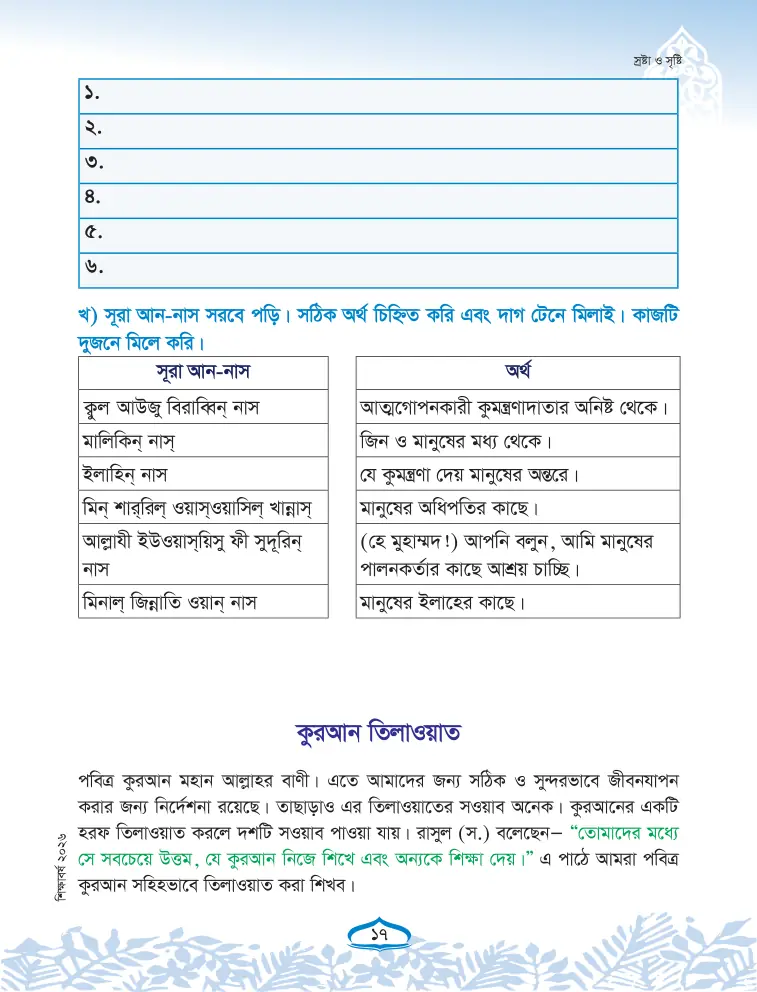 স্রষ্টা ও সৃষ্টি
১.
২.
৩.
৪.
৫.
৬.
খ) সূরা আন-নাস সরবে পড়ি। সঠিক অর্থ চিহ্নিত করি এবং দাগ টেনে মিলাই। কাজটি
দুজনে মিলে করি।
সূরা আন-নাস
অর্থ
ক্বুল আউজু বিরাব্বিন্ নাস
আত্মগোপনকারী কুমন্ত্রণাদাতার অনিষ্ট থেকে।
মালিকিন্ নাস্
জিন ও মানুষের মধ্য থেকে।
ইলাহিন্ নাস
যে কুমন্ত্রণা দেয় মানুষের অন্তরে।
মিন্ শার্‌রিল্ ওয়াস্‌ওয়াসিল্ খান্নাস্
মানুষের অধিপতির কাছে।
আল্লাযী ইউওয়াস্‌য়িসু ফী সুদূরিন্
নাস
(হে মুহাম্মদ!) আপনি বলুন, আমি মানুষের
পালনকর্তার কাছে আশ্রয় চাচ্ছি।
মিনাল্ জিন্নাতি ওয়ান্ নাস
মানুষের ইলাহের কাছে।
কুরআন তিলাওয়াত
পবিত্র কুরআন মহান আল্লাহর বাণী। এতে আমাদের জন্য সঠিক ও সুন্দরভাবে জীবনযাপন
করার জন্য নির্দেশনা রয়েছে। তাছাড়াও এর তিলাওয়াতের সওয়াব অনেক। কুরআনের একটি
হরফ তিলাওয়াত করলে দশটি সওয়াব পাওয়া যায়। রাসুল (স.) বলেছেন– “তোমাদের মধ্যে
সে সবচেয়ে উত্তম, যে কুরআন নিজে শিখে এবং অন্যকে শিক্ষা দেয়।” এ পাঠে আমরা পবিত্র
কুরআন সহিহভাবে তিলাওয়াত করা শিখব।
শিক্ষাবর্ষ ২০২৬
১৭